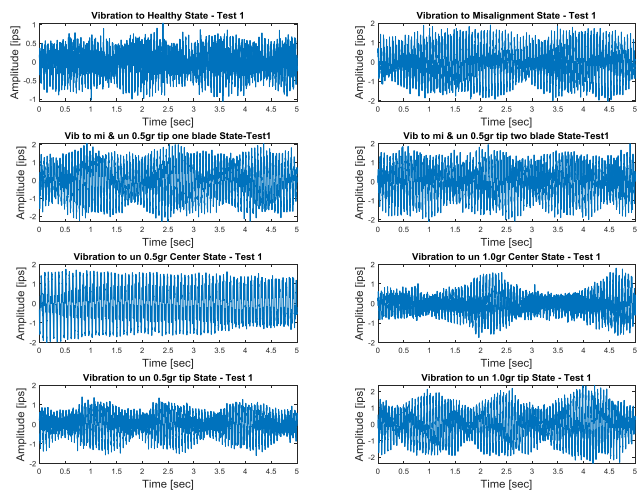 Vibration to Healthy State - Test 1
Amplitude [ips]
1
0.5
0
-0.5
-1
0 0.5 1 1.5 2 2.5 3 3.5 4 4.5 5
Time [sec]
Vibration to Misalignment State - Test 1
Amplitude [ips]
2
1
0
-1
-2
0 0.5 1 1.5 2 2.5 3 3.5 4 4.5 5
Time [sec]
Vib to mi & un 0.5gr tip one blade State-Test1
Amplitude [ips]
2
1
0
-1
-2
0 0.5 1 1.5 2 2.5 3 3.5 4 4.5 5
Time [sec]
Vib to mi & un 0.5gr tip two blade State-Test1
Amplitude [ips]
2
1
0
-1
-2
0 0.5 1 1.5 2 2.5 3 3.5 4 4.5 5
Time [sec]
Vibration to un 0.5gr Center State - Test 1
Amplitude [ips]
2
1
0
-1
-2
0 0.5 1 1.5 2 2.5 3 3.5 4 4.5 5
Time [sec]
Vibration to un 1.0gr Center State - Test 1
Amplitude [ips]
2
1
0
-1
-2
0 0.5 1 1.5 2 2.5 3 3.5 4 4.5 5
Time [sec]
Vibration to un 0.5gr tip State - Test 1
Amplitude [ips]
2
1
0
-1
-2
0 0.5 1 1.5 2 2.5 3 3.5 4 4.5 5
Time [sec]
Vibration to un 1.0gr tip State - Test 1
Amplitude [ips]
2
1
0
-1
-2
0 0.5 1 1.5 2 2.5 3 3.5 4 4.5 5
Time [sec]